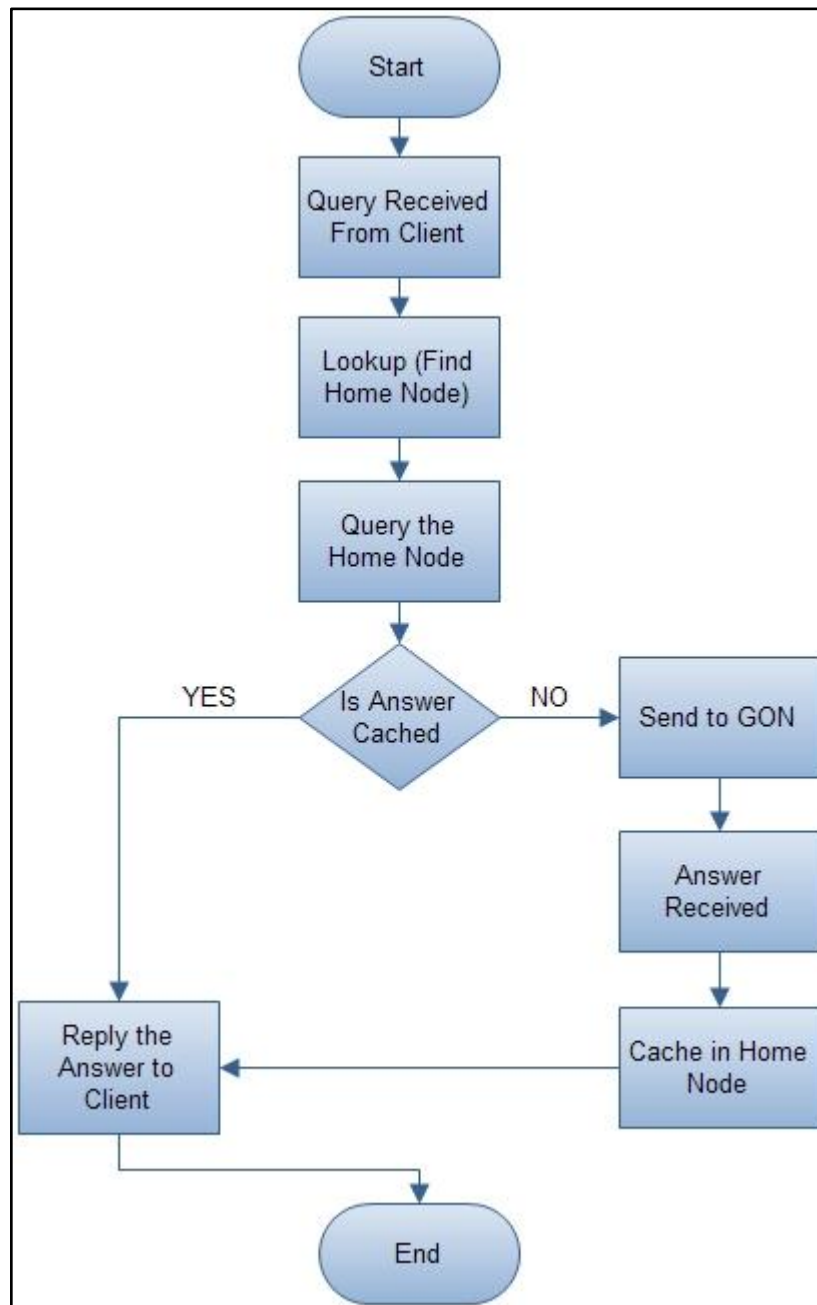 Start
Query Received
From Client
Lookup (Find
Home Node)
Query the
Home Node
Is Answer
Cached
YES
NO
Send to GON
Answer
Received
Cache in Home
Node
Reply the
Answer to
Client
End